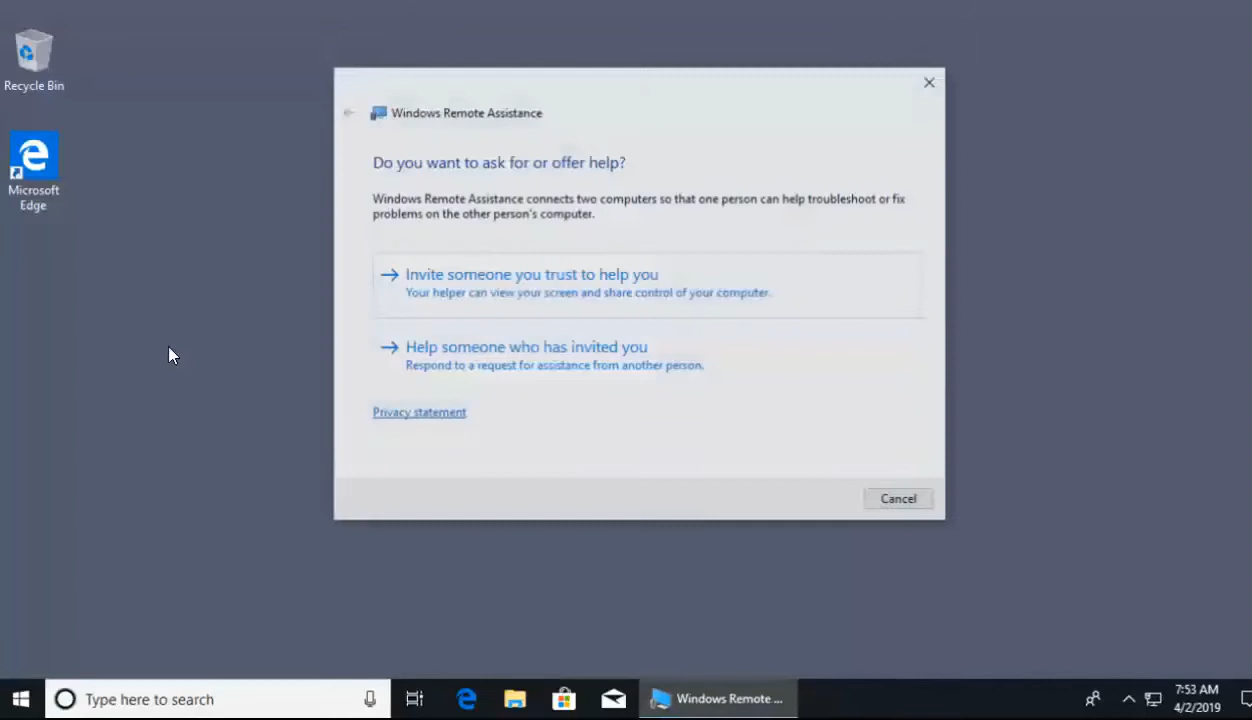 Recycle Bin
Microsoft
Edge
Windows Remote Assistance
Do you want to ask for or offer help?
Windows Remote Assistance connects two computers so that one person can help troubleshoot or fix
problems on the other person's computer.
Invite someone you trust to help you
Your helper can view your screen and share control of your computer.
Help someone who has invited you
Respond to a request for assistance from another person.
Privacy statement
Cancel
Type here to search
Windows Remote ...
7:53 AM
4/2/2019